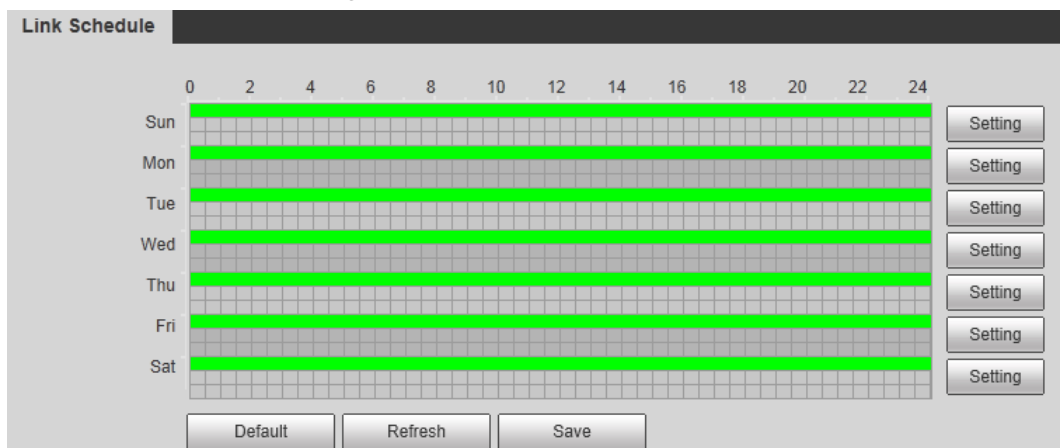 Link Schedule
0 2 4 6 8 10 12 14 16 18 20 22 24
Sun Setting
Mon Setting
Tue Setting
Wed Setting
Thu Setting
Fri Setting
Sat Setting
Default Refresh Save